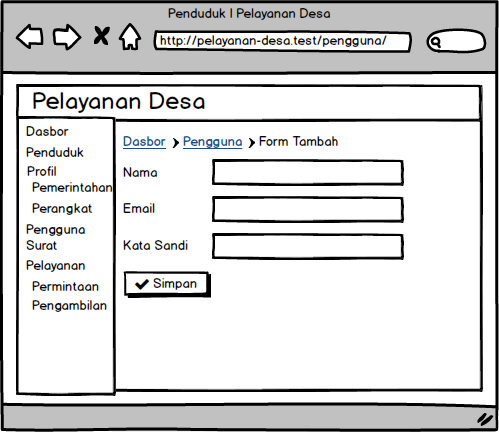 Penduduk | Pelayanan Desa
http://pelayanan-desa.test/pengguna/
Pelayanan Desa
Dasbor
Penduduk
Profil
Pemerintahan
Perangkat
Pengguna
Surat
Pelayanan
Permintaan
Pengambilan
Dasbor > Pengguna > Form Tambah
Nama
Email
Kata Sandi
Simpan